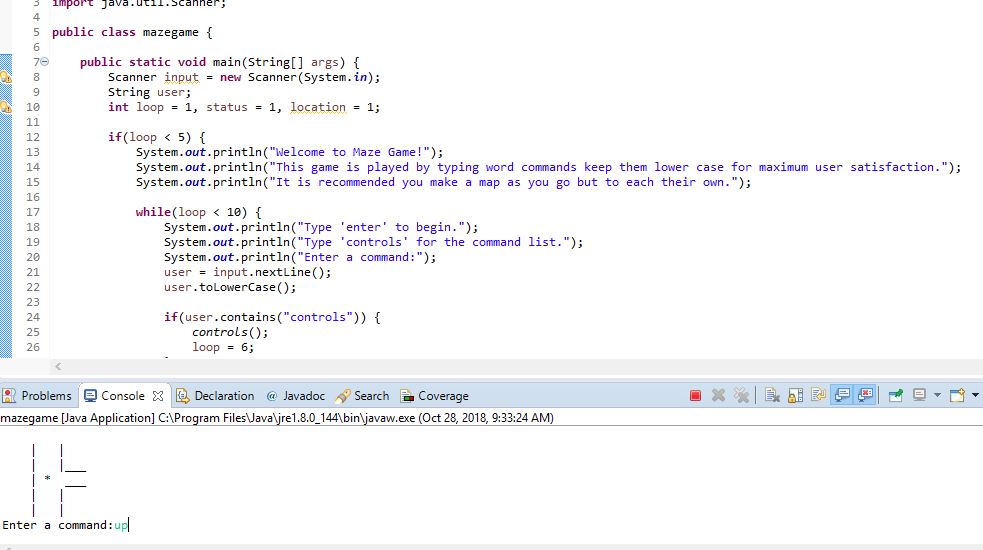 3 import java.util.Scanner;
4
5 public class mazegame {
6
7 public static void main(String[] args) {
8 Scanner input = new Scanner(System.in);
9 String user;
10 int loop = 1, status = 1, location = 1;
11
12 if(loop < 5) {
13 System.out.println("Welcome to Maze Game!");
14 System.out.println("This game is played by typing word commands keep them lower case for maximum user satisfaction.");
15 System.out.println("It is recommended you make a map as you go but to each their own.");
16
17 while(loop < 10) {
18 System.out.println("Type 'enter' to begin.");
19 System.out.println("Type 'controls' for the command list.");
20 System.out.println("Enter a command:");
21 user = input.nextLine();
22 user.toLowerCase();
23
24 if(user.contains("controls")) {
25 controls();
26 loop = 6;
Problems Console Declaration @ Javadoc Search Coverage
mazegame [Java Application] C:\Program Files\Java\jre1.8.0_144\bin\javaw.exe (Oct 28, 2018, 9:33:24 AM)
|   |
|   |___
| *  ___
|   |
|   |
Enter a command:up